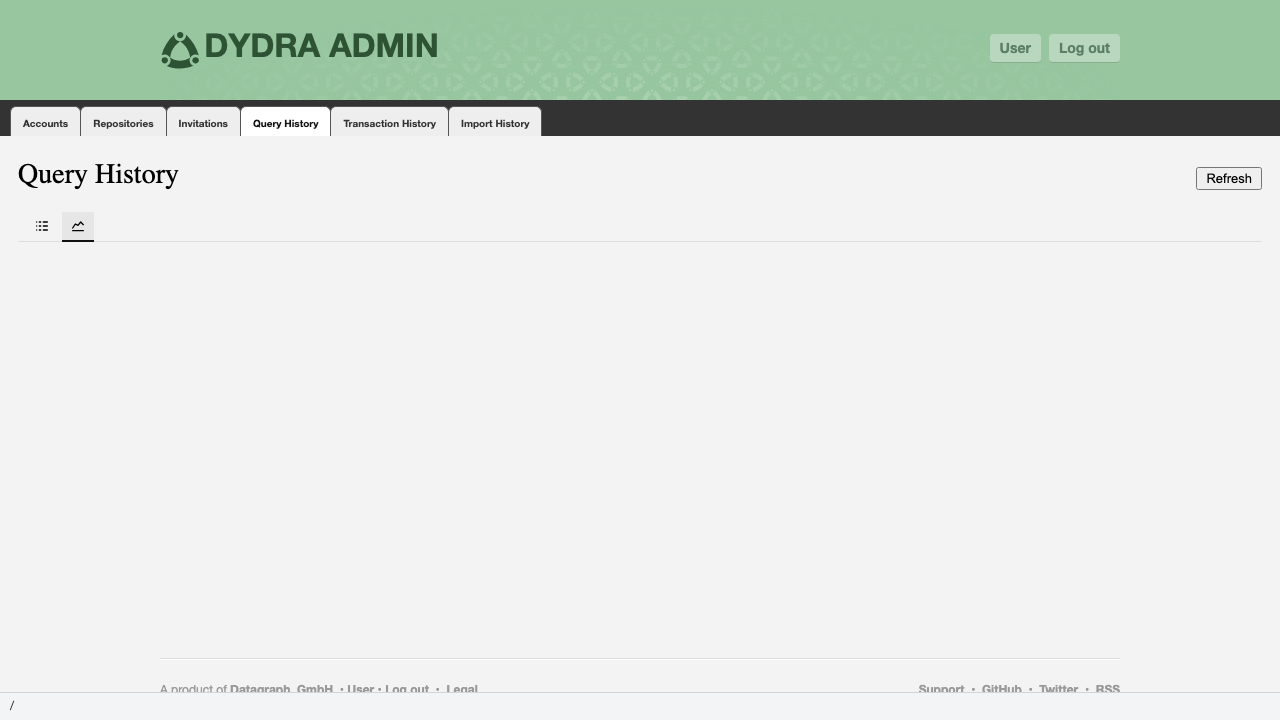 DYDRA ADMIN
User
Log out
Accounts
Repositories
Invitations
Query History
Transaction History
Import History
Query History
Refresh
A product of Datagraph, GmbH • User • Log out • Legal
Support • GitHub • Twitter • RSS
/